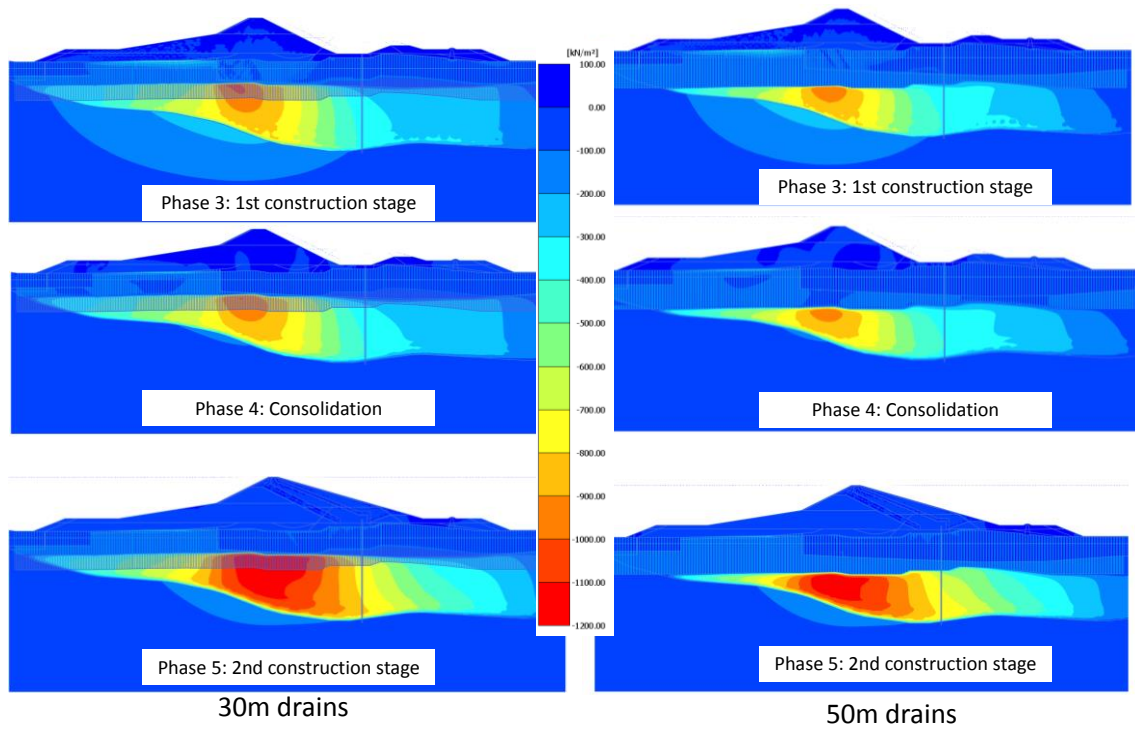 [kN/m²]
100.00
0.00
-100.00
-200.00
-300.00
-400.00
-500.00
-600.00
-700.00
-800.00
-900.00
-1000.00
-1100.00
-1200.00
Phase 3: 1st construction stage
Phase 4: Consolidation
Phase 5: 2nd construction stage
30m drains
Phase 3: 1st construction stage
Phase 4: Consolidation
Phase 5: 2nd construction stage
50m drains